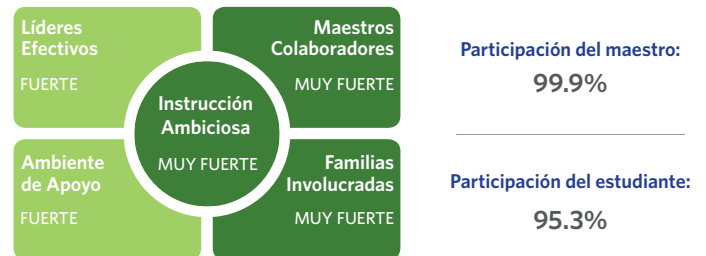 Líderes
Efectivos
FUERTE
Maestros
Colaboradores
MUY FUERTE
Instrucción
Ambiciosa
MUY FUERTE
Ambiente
de Apoyo
FUERTE
Familias
Involucradas
MUY FUERTE
Participación del maestro:
99.9%
Participación del estudiante:
95.3%